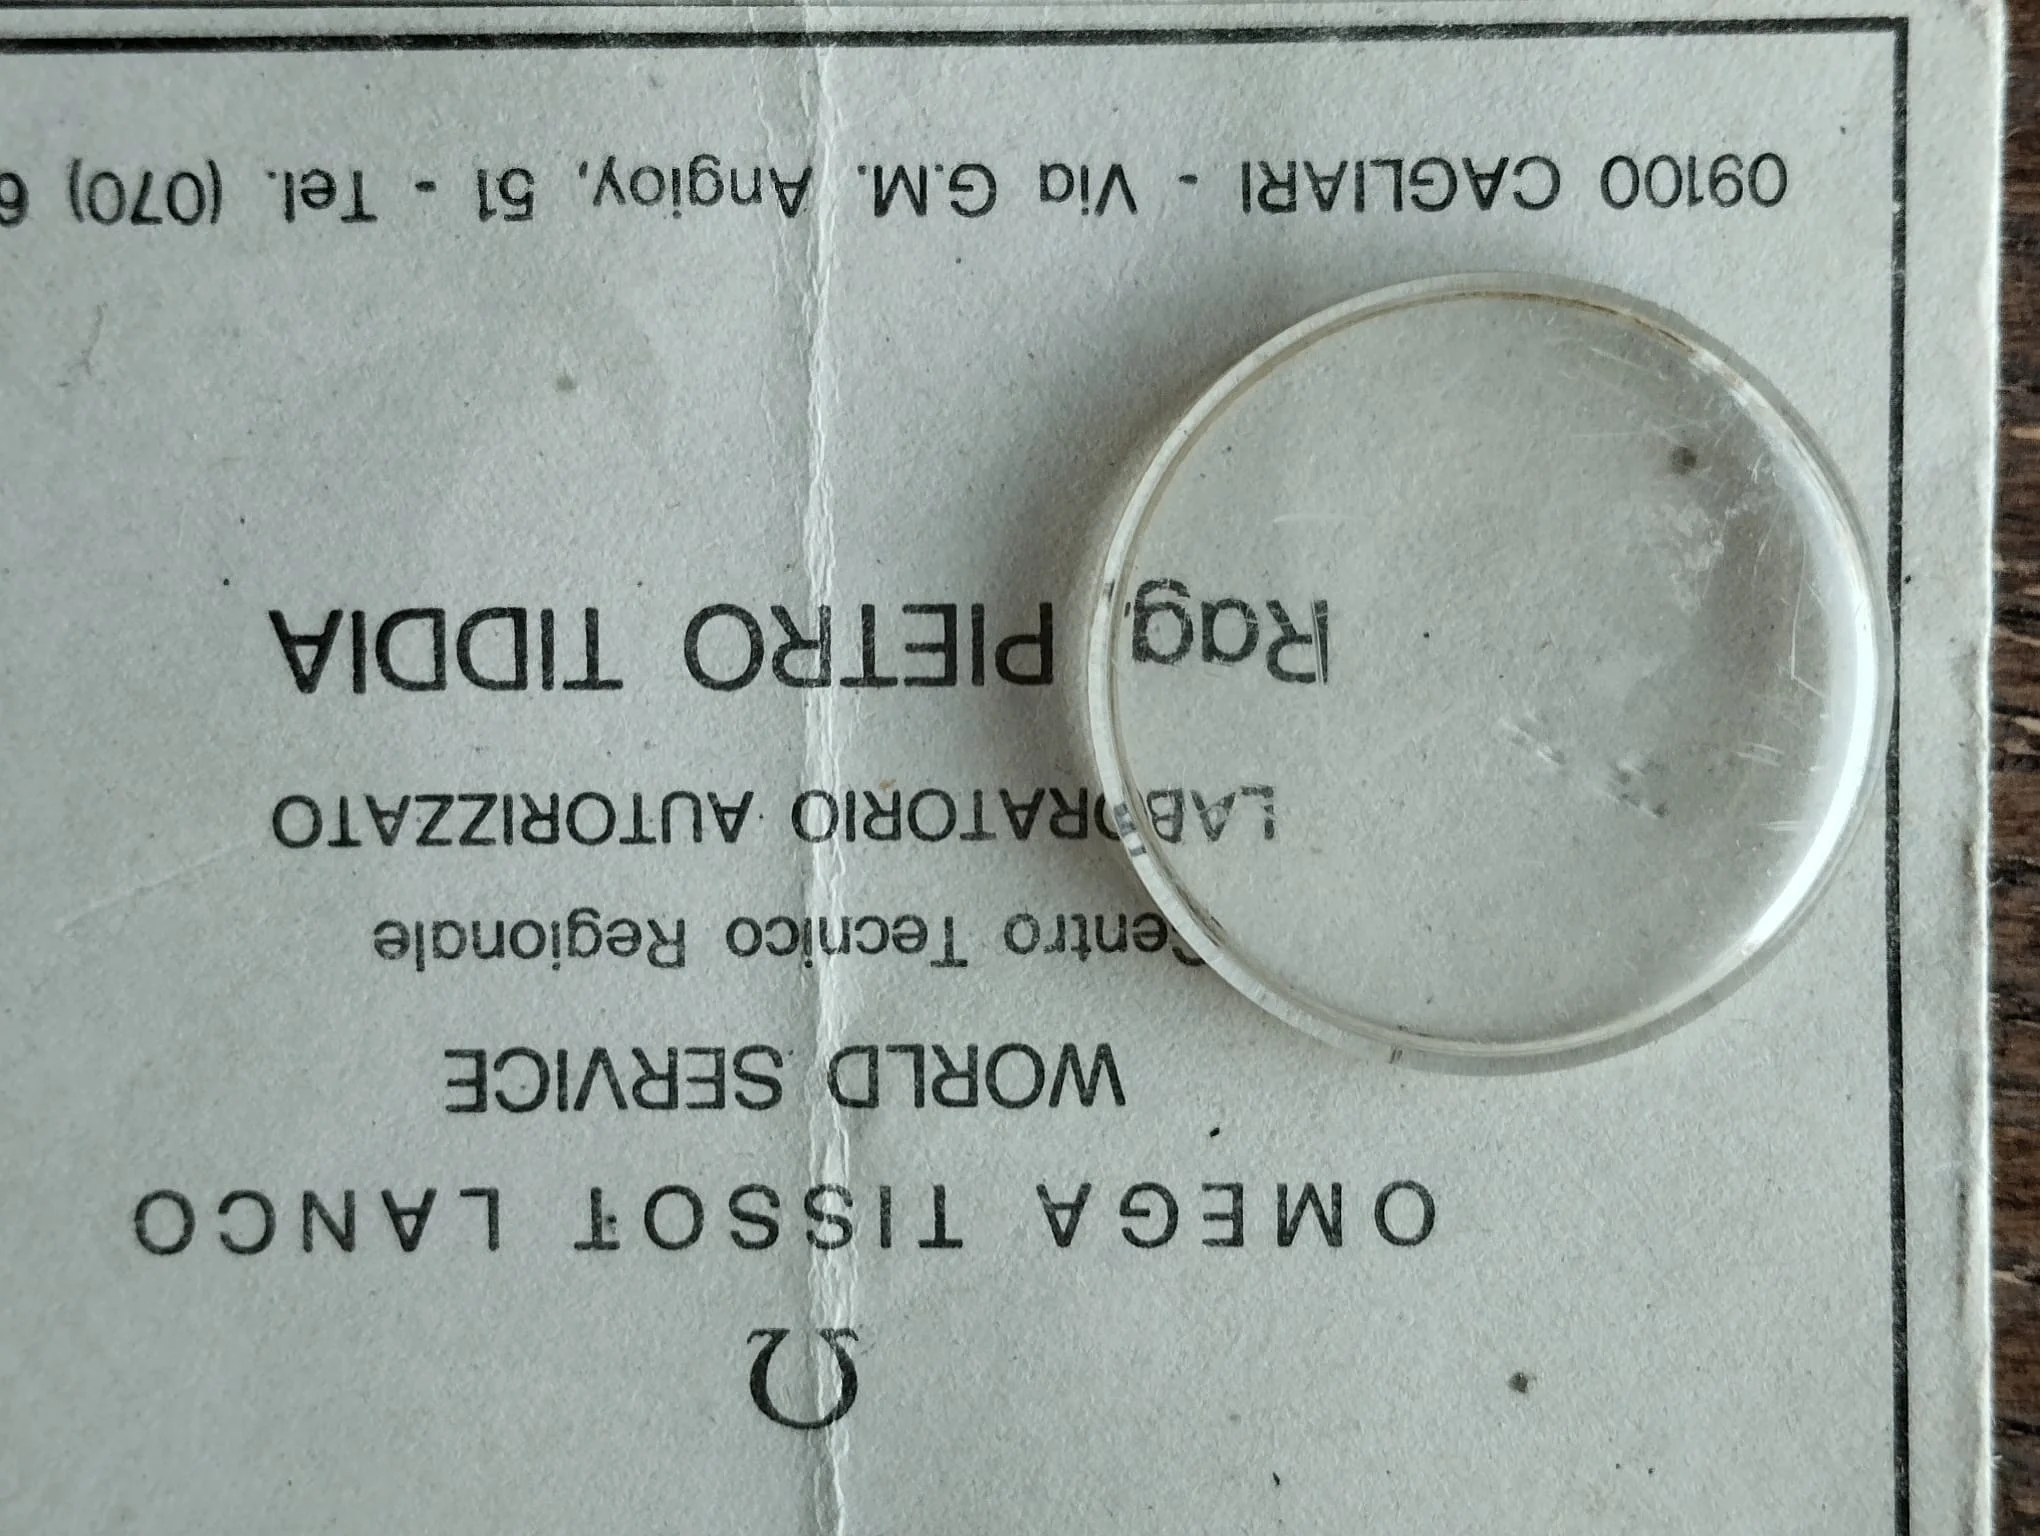 Ω
OMEGA TISSOT LANCO
WORLD SERVICE
Centro Tecnico Regionale
LABORATORIO AUTORIZZATO
Rag. PIETRO TIDDIA
09100 CAGLIARI - Via G.M. Angioy, 51 - Tel. (070) 6